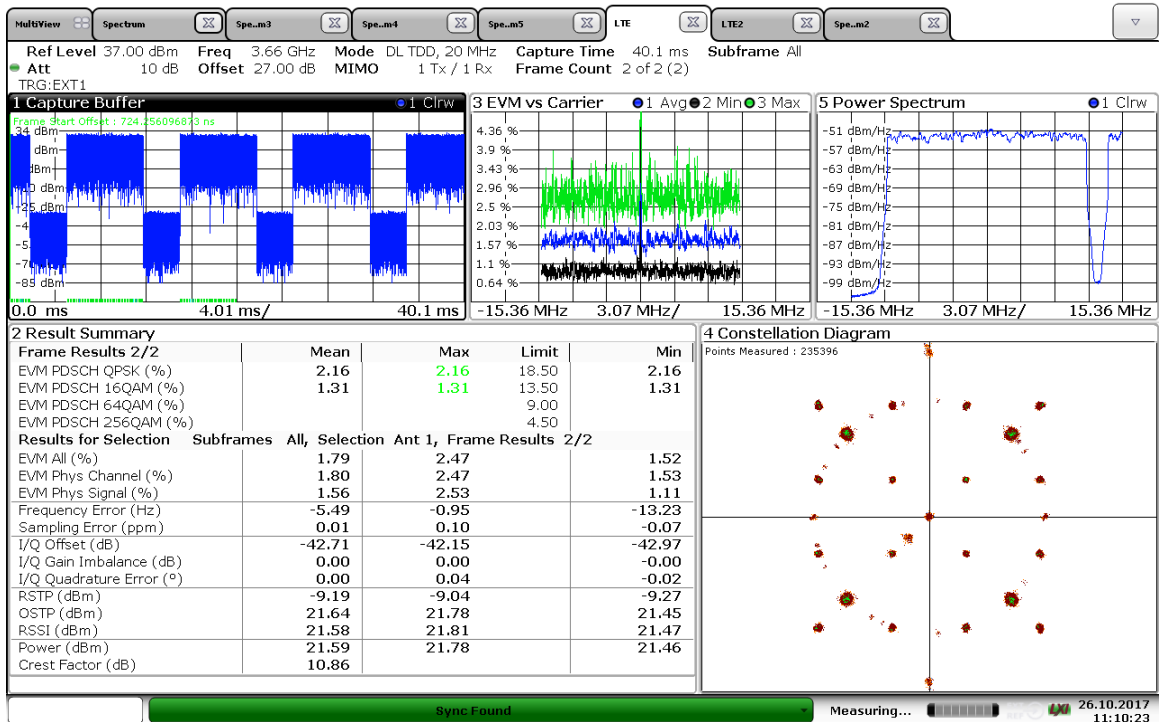 MultiView Spectrum Spe..m3 Spe..m4 Spe..m5 LTE LTE2 Spe..m2
Ref Level 37.00 dBm Freq 3.66 GHz Mode DL TDD, 20 MHz Capture Time 40.1 ms Subframe All
Att 10 dB Offset 27.00 dB MIMO 1 Tx / 1 Rx Frame Count 2 of 2 (2)
TRG:EXT1
1 Capture Buffer 1 Clrw
Frame Start Offset : 724.256096873 ns
34 dBm
dBm
dBm
dBm
-25 dBm
-85 dBm
0.0 ms 4.01 ms/ 40.1 ms
3 EVM vs Carrier 1 Avg 2 Min 3 Max
4.36 %
3.9 %
3.43 %
2.96 %
2.5 %
2.03 %
1.57 %
1.1 %
0.64 %
-15.36 MHz 3.07 MHz/ 15.36 MHz
5 Power Spectrum 1 Clrw
-51 dBm/Hz
-57 dBm/Hz
-63 dBm/Hz
-69 dBm/Hz
-75 dBm/Hz
-81 dBm/Hz
-87 dBm/Hz
-93 dBm/Hz
-99 dBm/Hz
-15.36 MHz 3.07 MHz/ 15.36 MHz
2 Result Summary
Frame Results 2/2 Mean Max Limit Min
EVM PDSCH QPSK (%) 2.16 2.16 18.50 2.16
EVM PDSCH 16QAM (%) 1.31 1.31 13.50 1.31
EVM PDSCH 64QAM (%) 9.00
EVM PDSCH 256QAM (%) 4.50
Results for Selection Subframes All, Selection Ant 1, Frame Results 2/2
EVM All (%) 1.79 2.47 1.52
EVM Phys Channel (%) 1.80 2.47 1.53
EVM Phys Signal (%) 1.56 2.53 1.11
Frequency Error (Hz) -5.49 -0.95 -13.23
Sampling Error (ppm) 0.01 0.10 -0.07
I/Q Offset (dB) -42.71 -42.15 -42.97
I/Q Gain Imbalance (dB) 0.00 0.00 -0.00
I/Q Quadrature Error (°) 0.00 0.04 -0.02
RSTP (dBm) -9.19 -9.04 -9.27
OSTP (dBm) 21.64 21.78 21.45
RSSI (dBm) 21.58 21.81 21.47
Power (dBm) 21.59 21.78 21.46
Crest Factor (dB) 10.86
4 Constellation Diagram
Points Measured : 235396
Sync Found
Measuring...
LXI
26.10.2017
11:10:23